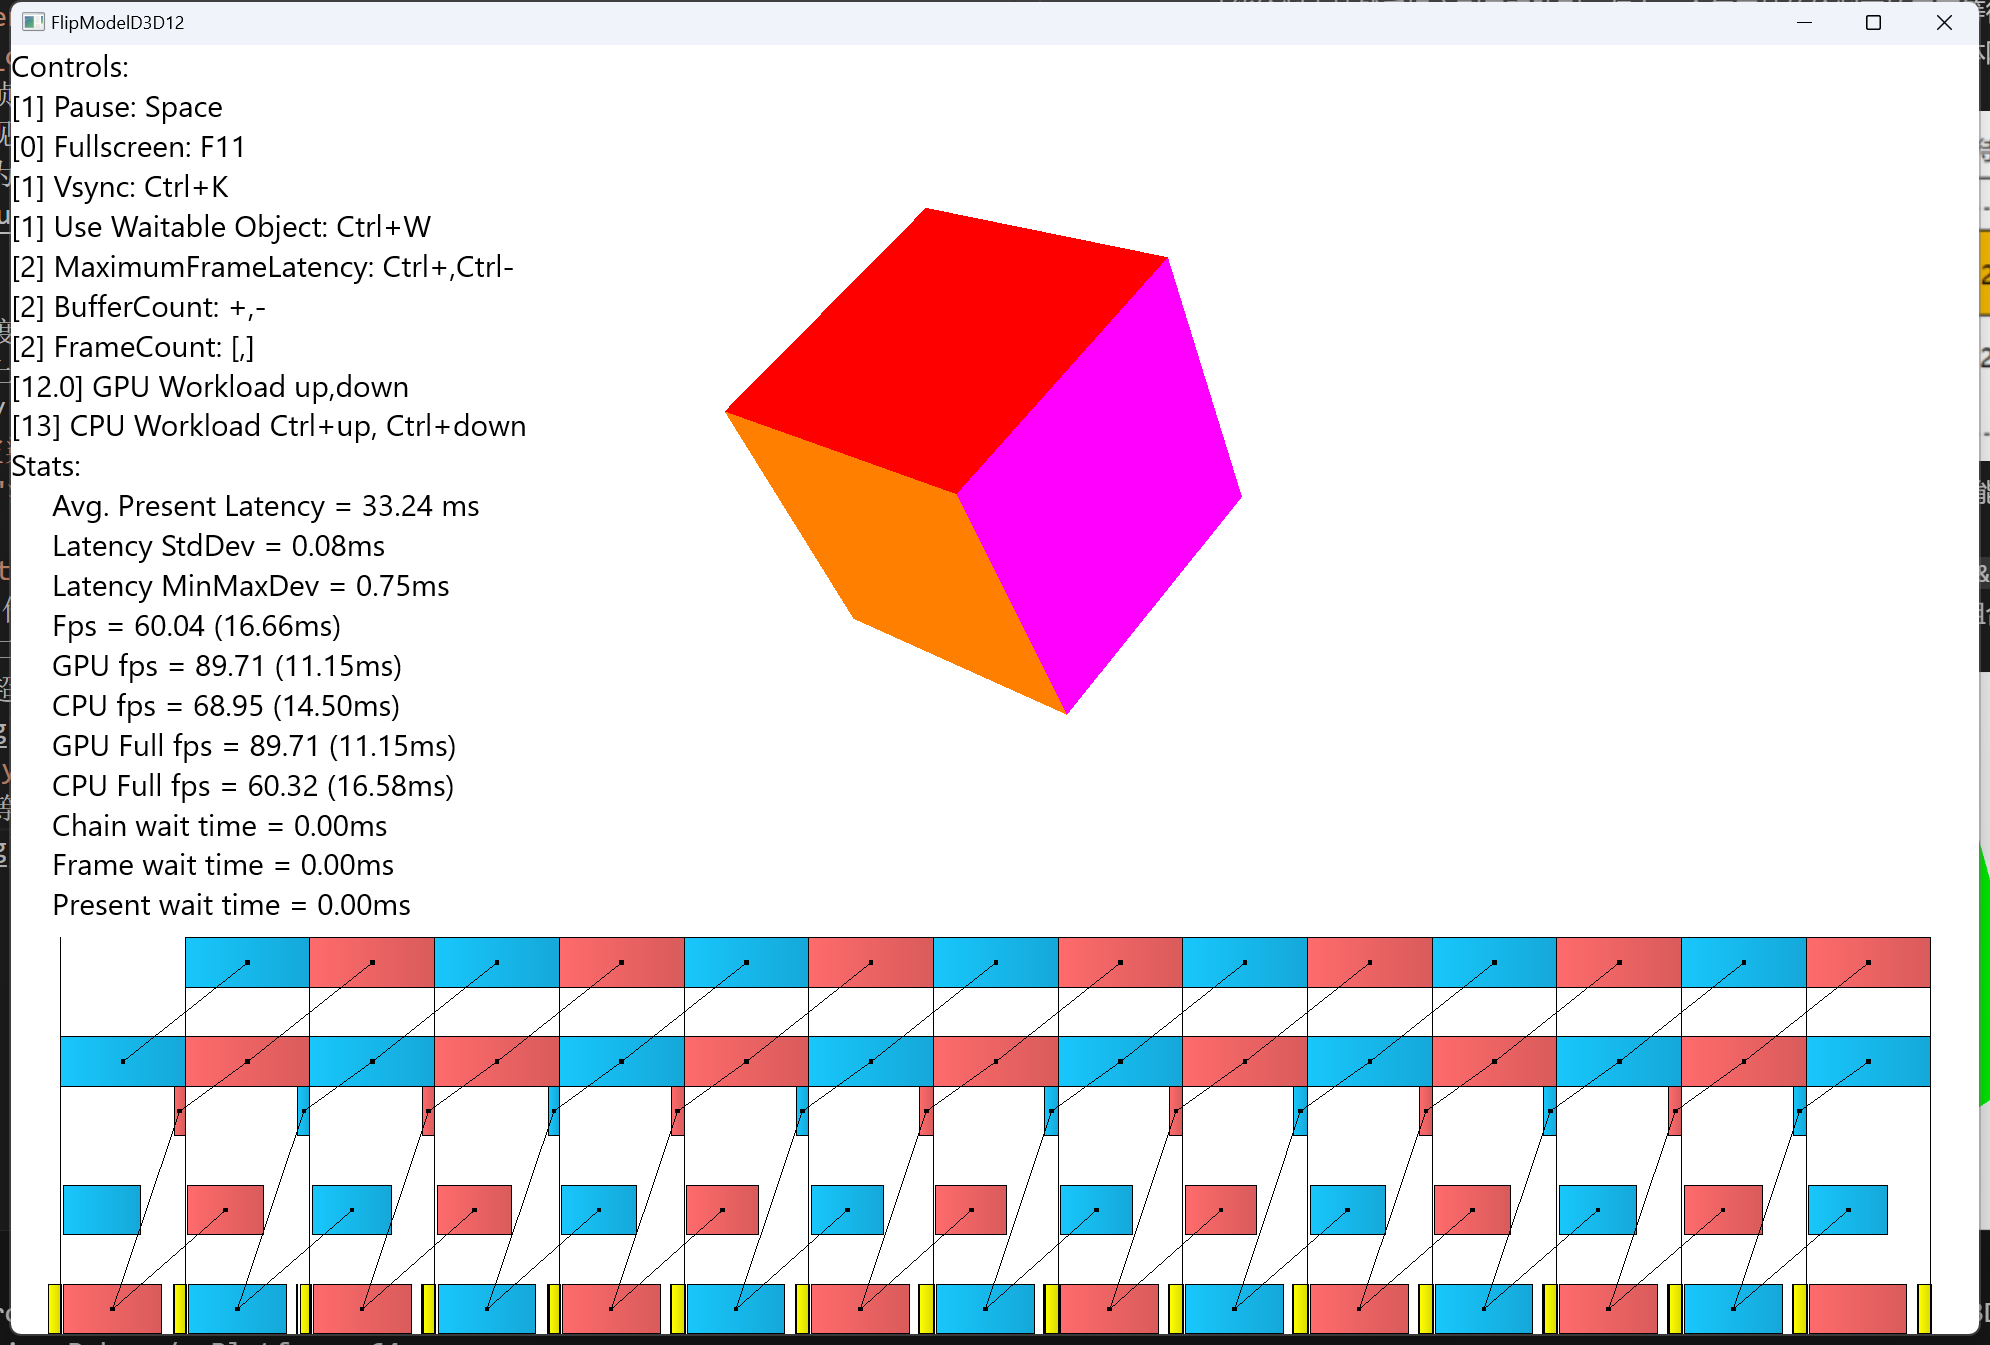 FlipModelD3D12
Controls:
[1] Pause: Space
[0] Fullscreen: F11
[1] Vsync: Ctrl+K
[1] Use Waitable Object: Ctrl+W
[2] MaximumFrameLatency: Ctrl+,Ctrl-
[2] BufferCount: +,-
[2] FrameCount: [,]
[12.0] GPU Workload up,down
[13] CPU Workload Ctrl+up, Ctrl+down
Stats:
Avg. Present Latency = 33.24 ms
Latency StdDev = 0.08ms
Latency MinMaxDev = 0.75ms
Fps = 60.04 (16.66ms)
GPU fps = 89.71 (11.15ms)
CPU fps = 68.95 (14.50ms)
GPU Full fps = 89.71 (11.15ms)
CPU Full fps = 60.32 (16.58ms)
Chain wait time = 0.00ms
Frame wait time = 0.00ms
Present wait time = 0.00ms